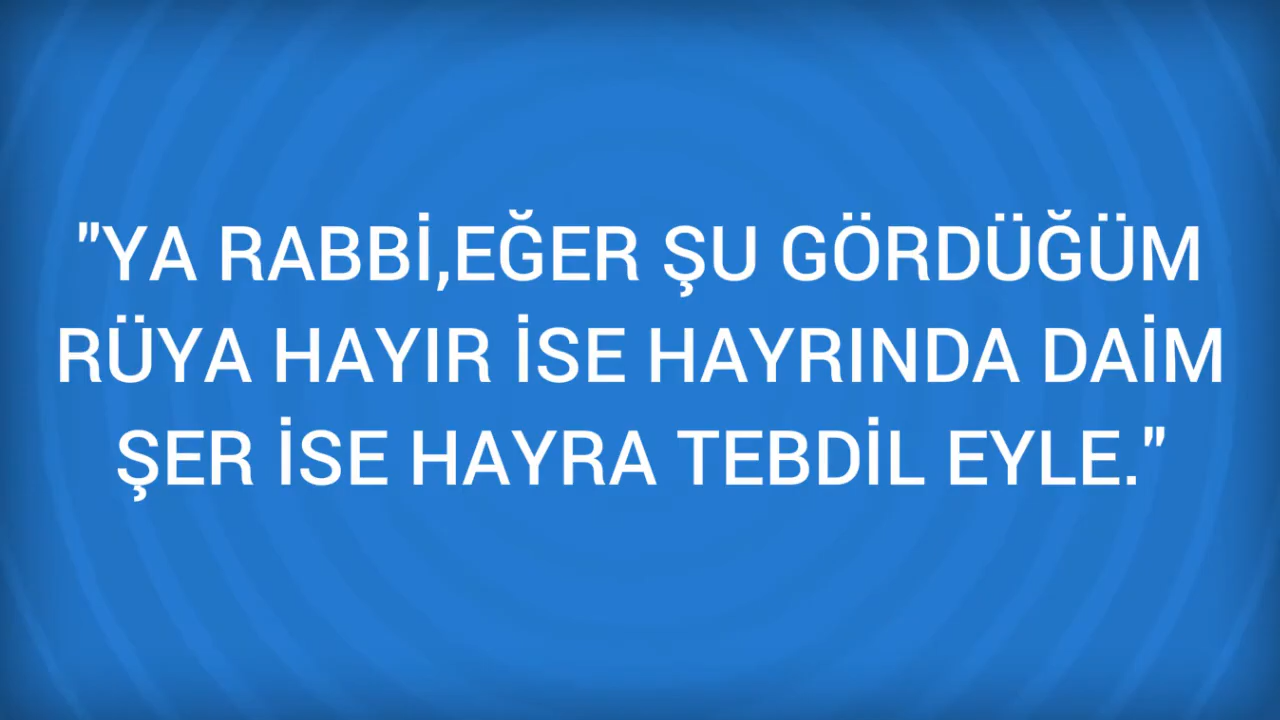 "YA RABBİ,EĞER ŞU GÖRDÜĞÜM
RÜYA HAYIR İSE HAYRINDA DAİM
ŞER İSE HAYRA TEBDİL EYLE."